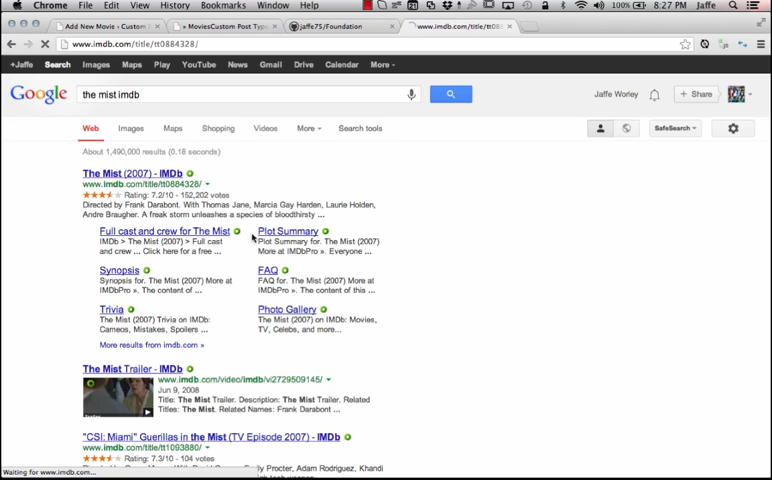 Chrome File Edit View History Bookmarks Window Help 100% Sun 8:27 PM Jaffe
Add New Movie ‹ Custom » MoviesCustom Post Type jaffe75/Foundation www.imdb.com/title/tt088
www.imdb.com/title/tt0884328/
+Jaffe Search Images Maps Play YouTube News Gmail Drive Calendar More
Google the mist imdb Jaffe Worley + Share
Web Images Maps Shopping Videos More Search tools SafeSearch
About 1,490,000 results (0.16 seconds)
The Mist (2007) - IMDb
www.imdb.com/title/tt0884328/
Rating: 7.2/10 - 152,202 votes
Directed by Frank Darabont. With Thomas Jane, Marcia Gay Harden, Laurie Holden,
Andre Braugher. A freak storm unleashes a species of bloodthirsty ...
Full cast and crew for The Mist
IMDb > The Mist (2007) > Full
cast and crew ... Click here for a free ...
Plot Summary
Plot Summary for. The Mist (2007)
More at IMDbPro ». Everyone ...
Synopsis
Synopsis for. The Mist (2007) More at
IMDbPro ». The content of ...
FAQ
FAQ for. The Mist (2007) More at
IMDbPro ». The content of this ...
Trivia
The Mist (2007) Trivia on IMDb:
Cameos, Mistakes, Spoilers ...
Photo Gallery
The Mist (2007) on IMDb: Movies,
TV, Celebs, and more...
More results from imdb.com »
The Mist Trailer - IMDb
www.imdb.com/video/imdb/vi2729509145/
Jun 9, 2008
Title: The Mist Trailer. Description: The Mist Trailer. Related
Titles: The Mist. Related Names: Frank Darabont ...
"CSI: Miami" Guerillas in the Mist (TV Episode 2007) - IMDb
www.imdb.com/title/tt1093880/
Rating: 7.3/10 - 104 votes
Procter, Adam Rodriguez, Khandi
Waiting for www.imdb.com...